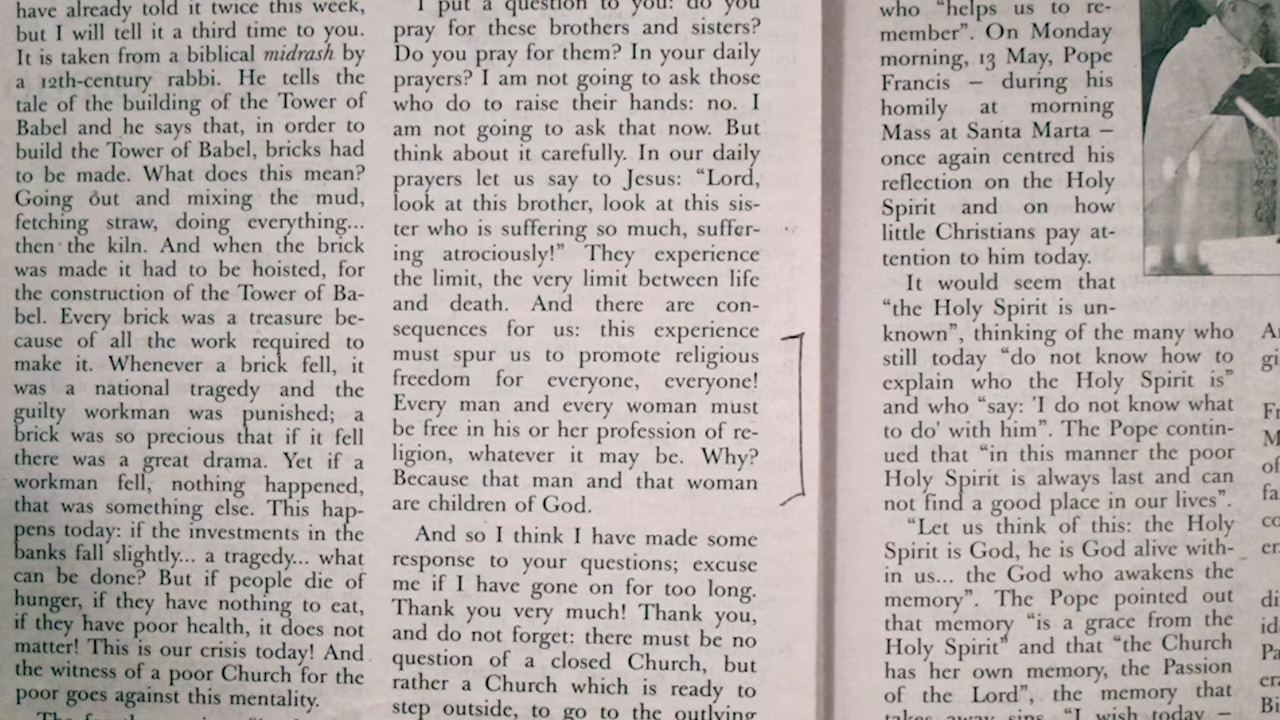 have already told it twice this week,
but I will tell it a third time to you.
It is taken from a biblical midrash by
a 12th-century rabbi. He tells the
tale of the building of the Tower of
Babel and he says that, in order to
build the Tower of Babel, bricks had
to be made. What does this mean?
Going out and mixing the mud,
fetching straw, doing everything...
then the kiln. And when the brick
was made it had to be hoisted, for
the construction of the Tower of Ba-
bel. Every brick was a treasure be-
cause of all the work required to
make it. Whenever a brick fell, it
was a national tragedy and the
guilty workman was punished; a
brick was so precious that if it fell
there was a great drama. Yet if a
workman fell, nothing happened,
that was something else. This hap-
pens today: if the investments in the
banks fall slightly... a tragedy... what
can be done? But if people die of
hunger, if they have nothing to eat,
if they have poor health, it does not
matter! This is our crisis today! And
the witness of a poor Church for the
poor goes against this mentality.
I put a question to you: do you
pray for these brothers and sisters?
Do you pray for them? In your daily
prayers? I am not going to ask those
who do to raise their hands: no. I
am not going to ask that now. But
think about it carefully. In our daily
prayers let us say to Jesus: “Lord,
look at this brother, look at this sis-
ter who is suffering so much, suffer-
ing atrociously!” They experience
the limit, the very limit between life
and death. And there are con-
sequences for us: this experience
must spur us to promote religious
freedom for everyone, everyone!
Every man and every woman must
be free in his or her profession of re-
ligion, whatever it may be. Why?
Because that man and that woman
are children of God.
And so I think I have made some
response to your questions; excuse
me if I have gone on for too long.
Thank you very much! Thank you,
and do not forget: there must be no
question of a closed Church, but
rather a Church which is ready to
step outside, to go to the outlying
who “helps us to re-
member”. On Monday
morning, 13 May, Pope
Francis – during his
homily at morning
Mass at Santa Marta –
once again centred his
reflection on the Holy
Spirit and on how
little Christians pay at-
tention to him today.
It would seem that
“the Holy Spirit is un-
known”, thinking of the many who
still today “do not know how to
explain who the Holy Spirit is”
and who “say: 'I do not know what
to do' with him”. The Pope contin-
ued that “in this manner the poor
Holy Spirit is always last and can
not find a good place in our lives”.
“Let us think of this: the Holy
Spirit is God, he is God alive with-
in us... the God who awakens the
memory”. The Pope pointed out
that memory “is a grace from the
Holy Spirit” and that “the Church
has her own memory, the Passion
of the Lord”, the memory that
takes away sins. “I wish today –